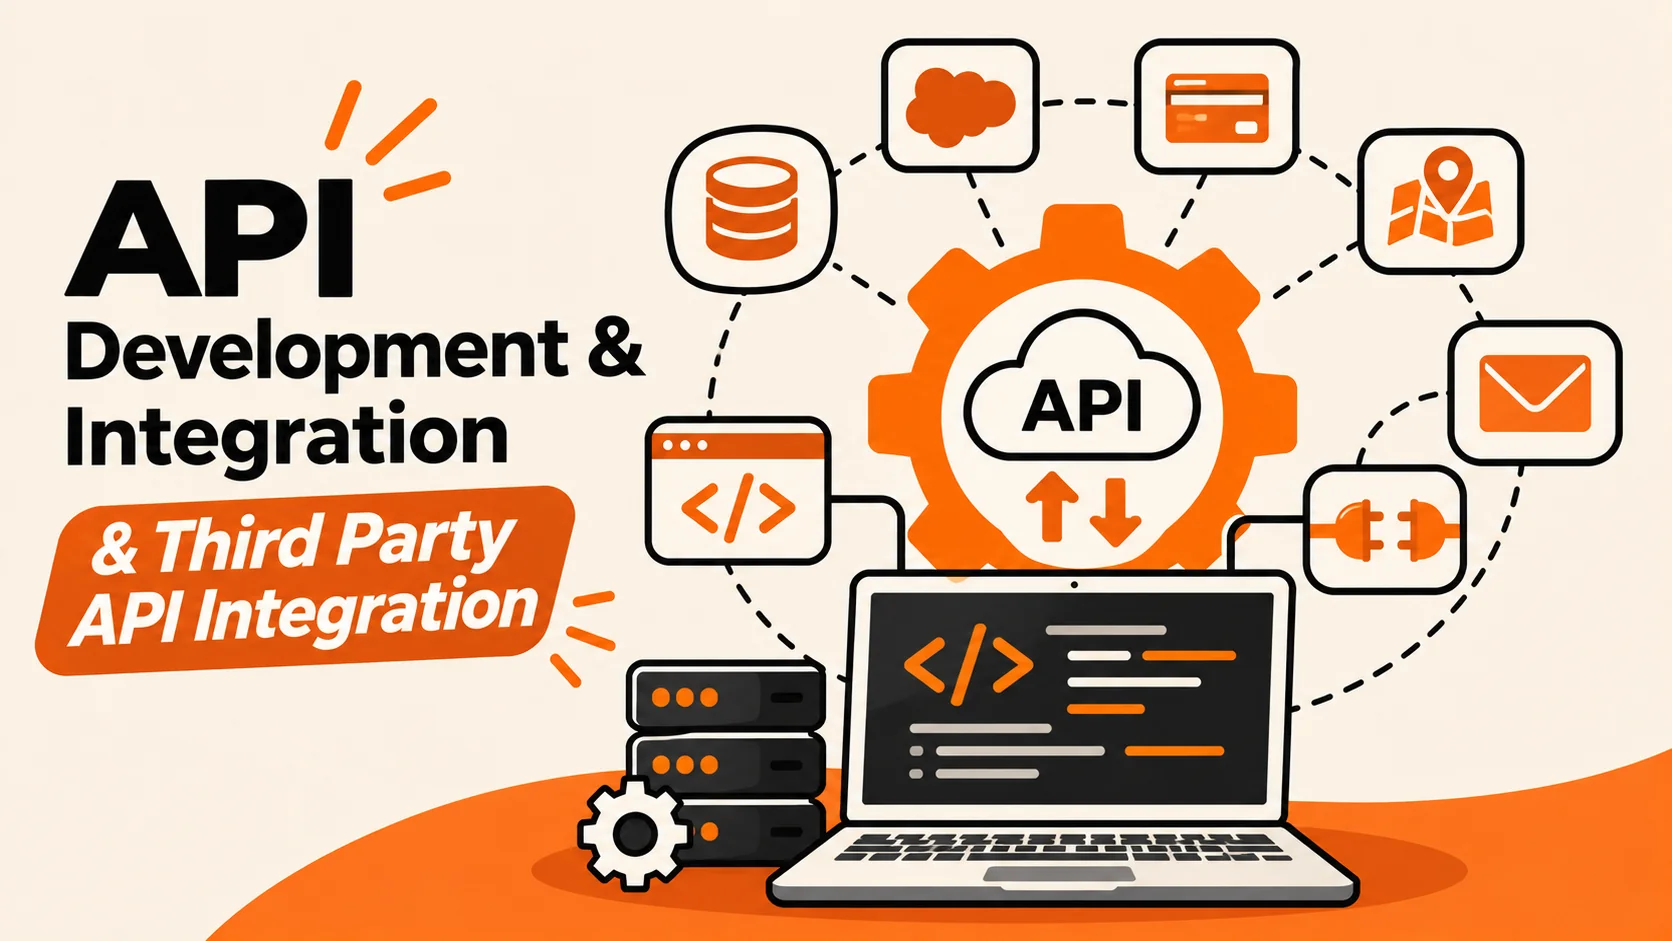 API
Development &
Integration
& Third Party
API Integration
API
</>
</>